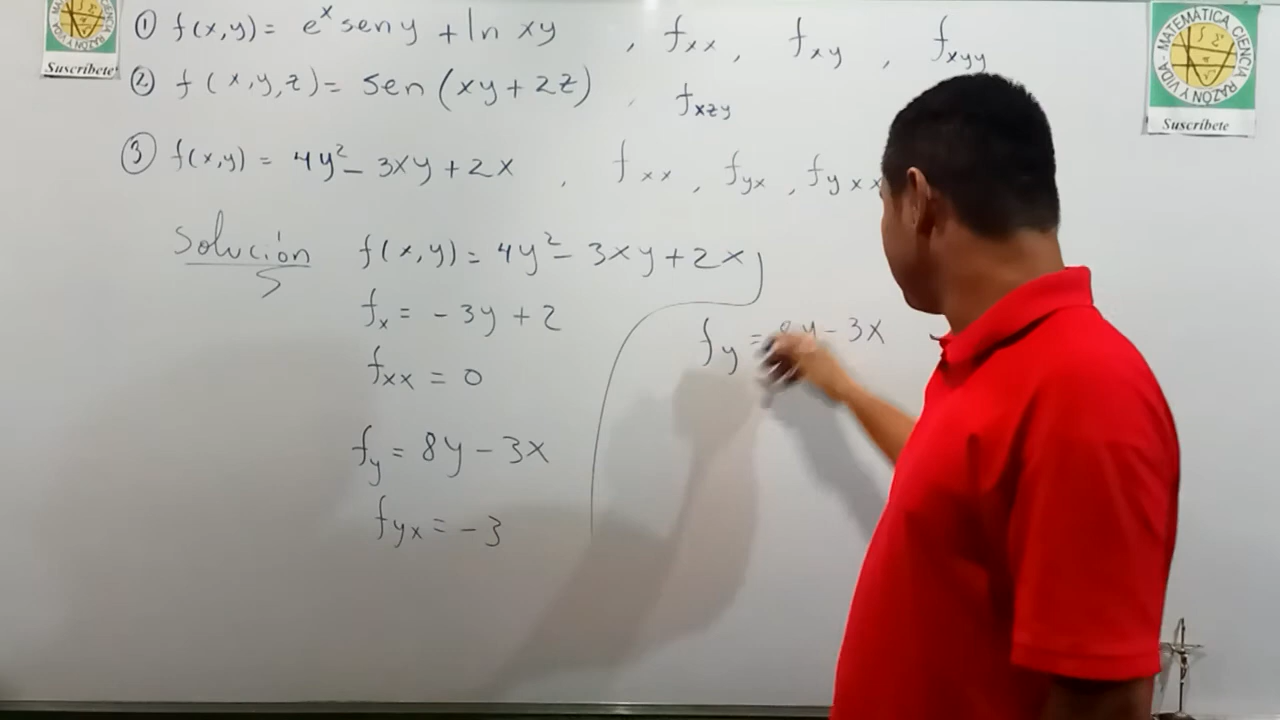 ① f(x,y) = eˣ sen y + ln xy , fxx , fxy , fxyy
② f(x,y,z) = sen (xy + 2z) , fxzy
③ f(x,y) = 4y² - 3xy + 2x , fxx , fyx , fyxx
Solución f(x,y) = 4y² - 3xy + 2x
fx = -3y + 2
fxx = 0
fy = 8y - 3x
fyx = -3
fy = 8y - 3x
Suscríbete
MATEMÁTICA CIENCIA RAZÓN Y VIDA
Suscríbete